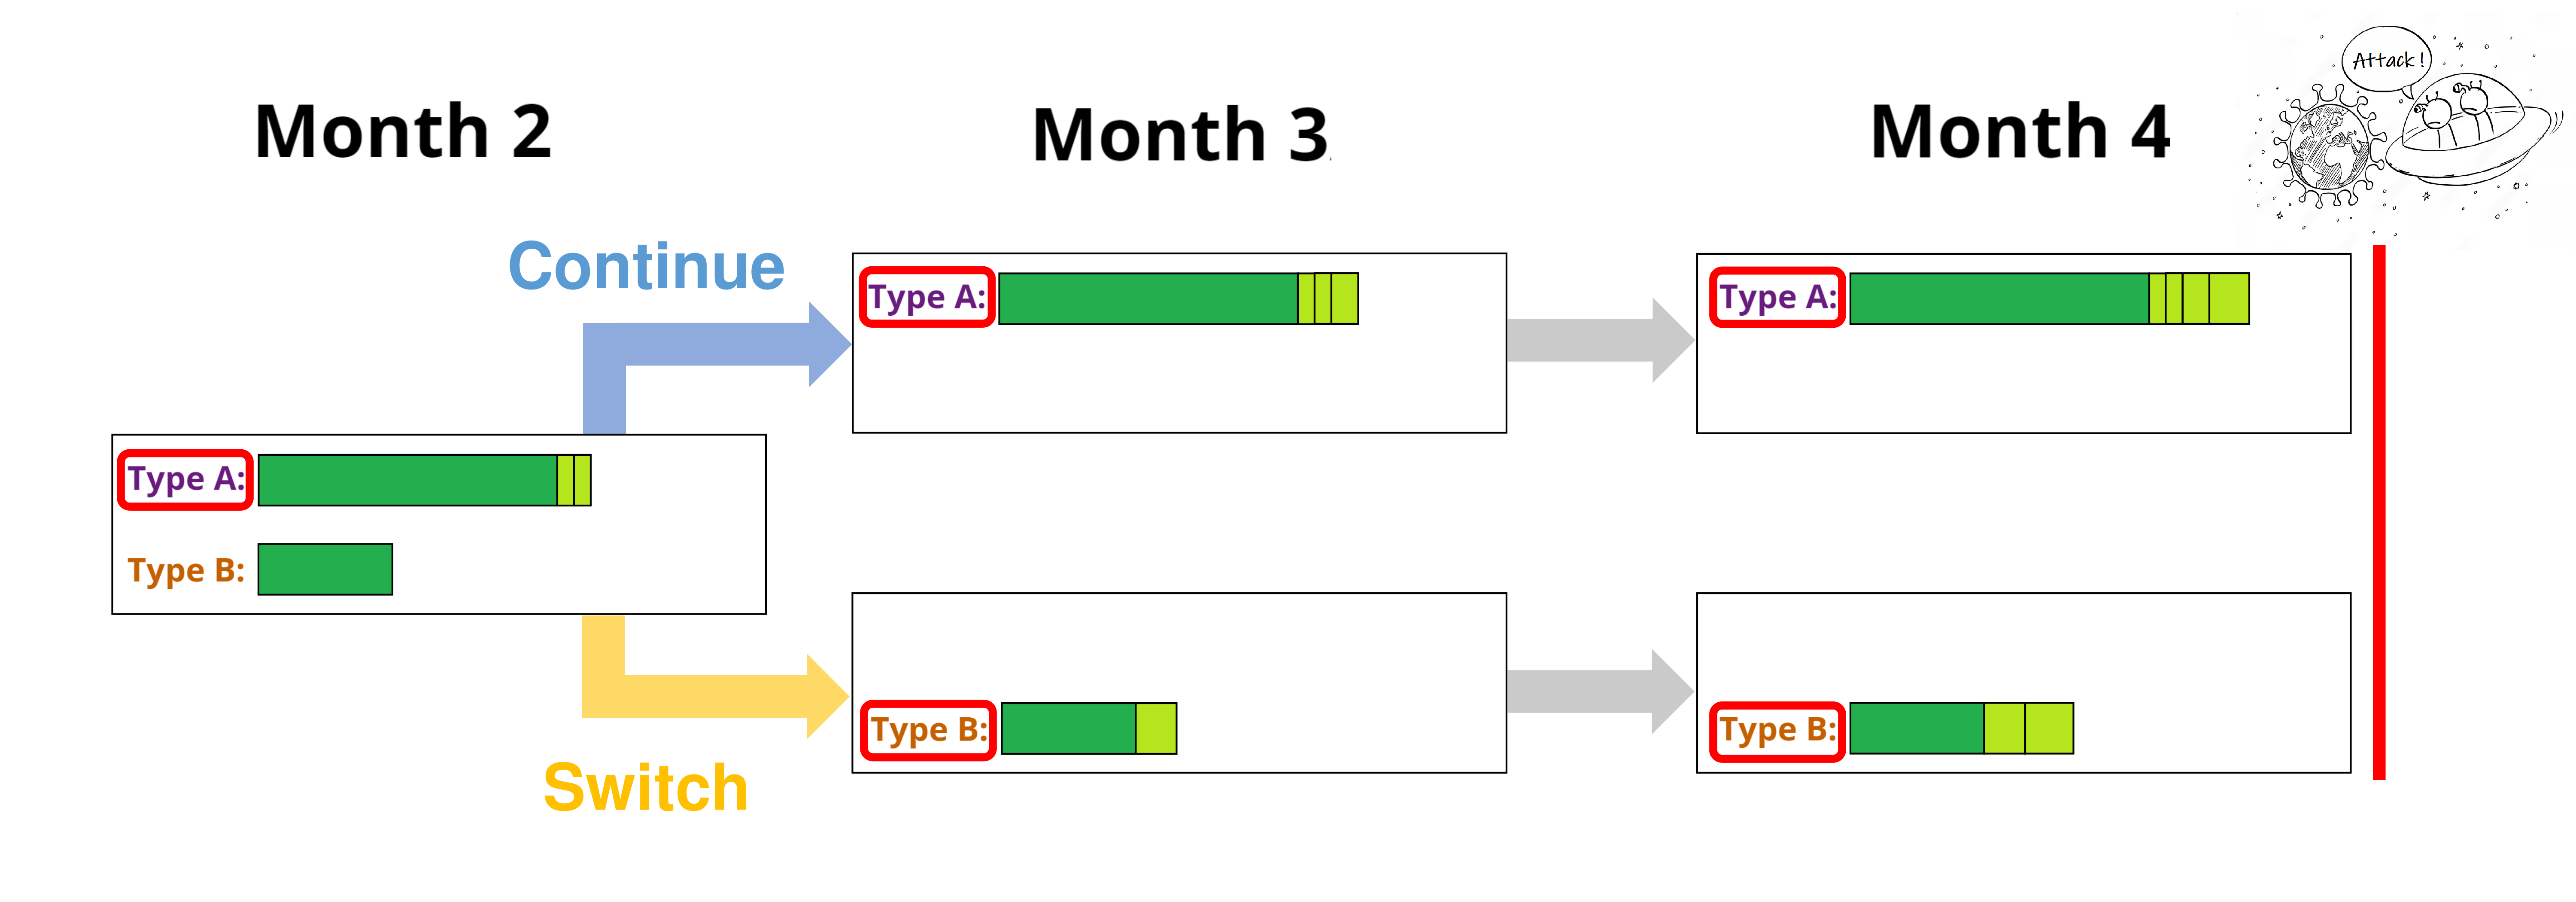 Attack!
Month 2
Month 3
Month 4
Continue
Type A:
Type A:
Type A:
Type B:
Type B:
Type B:
Switch